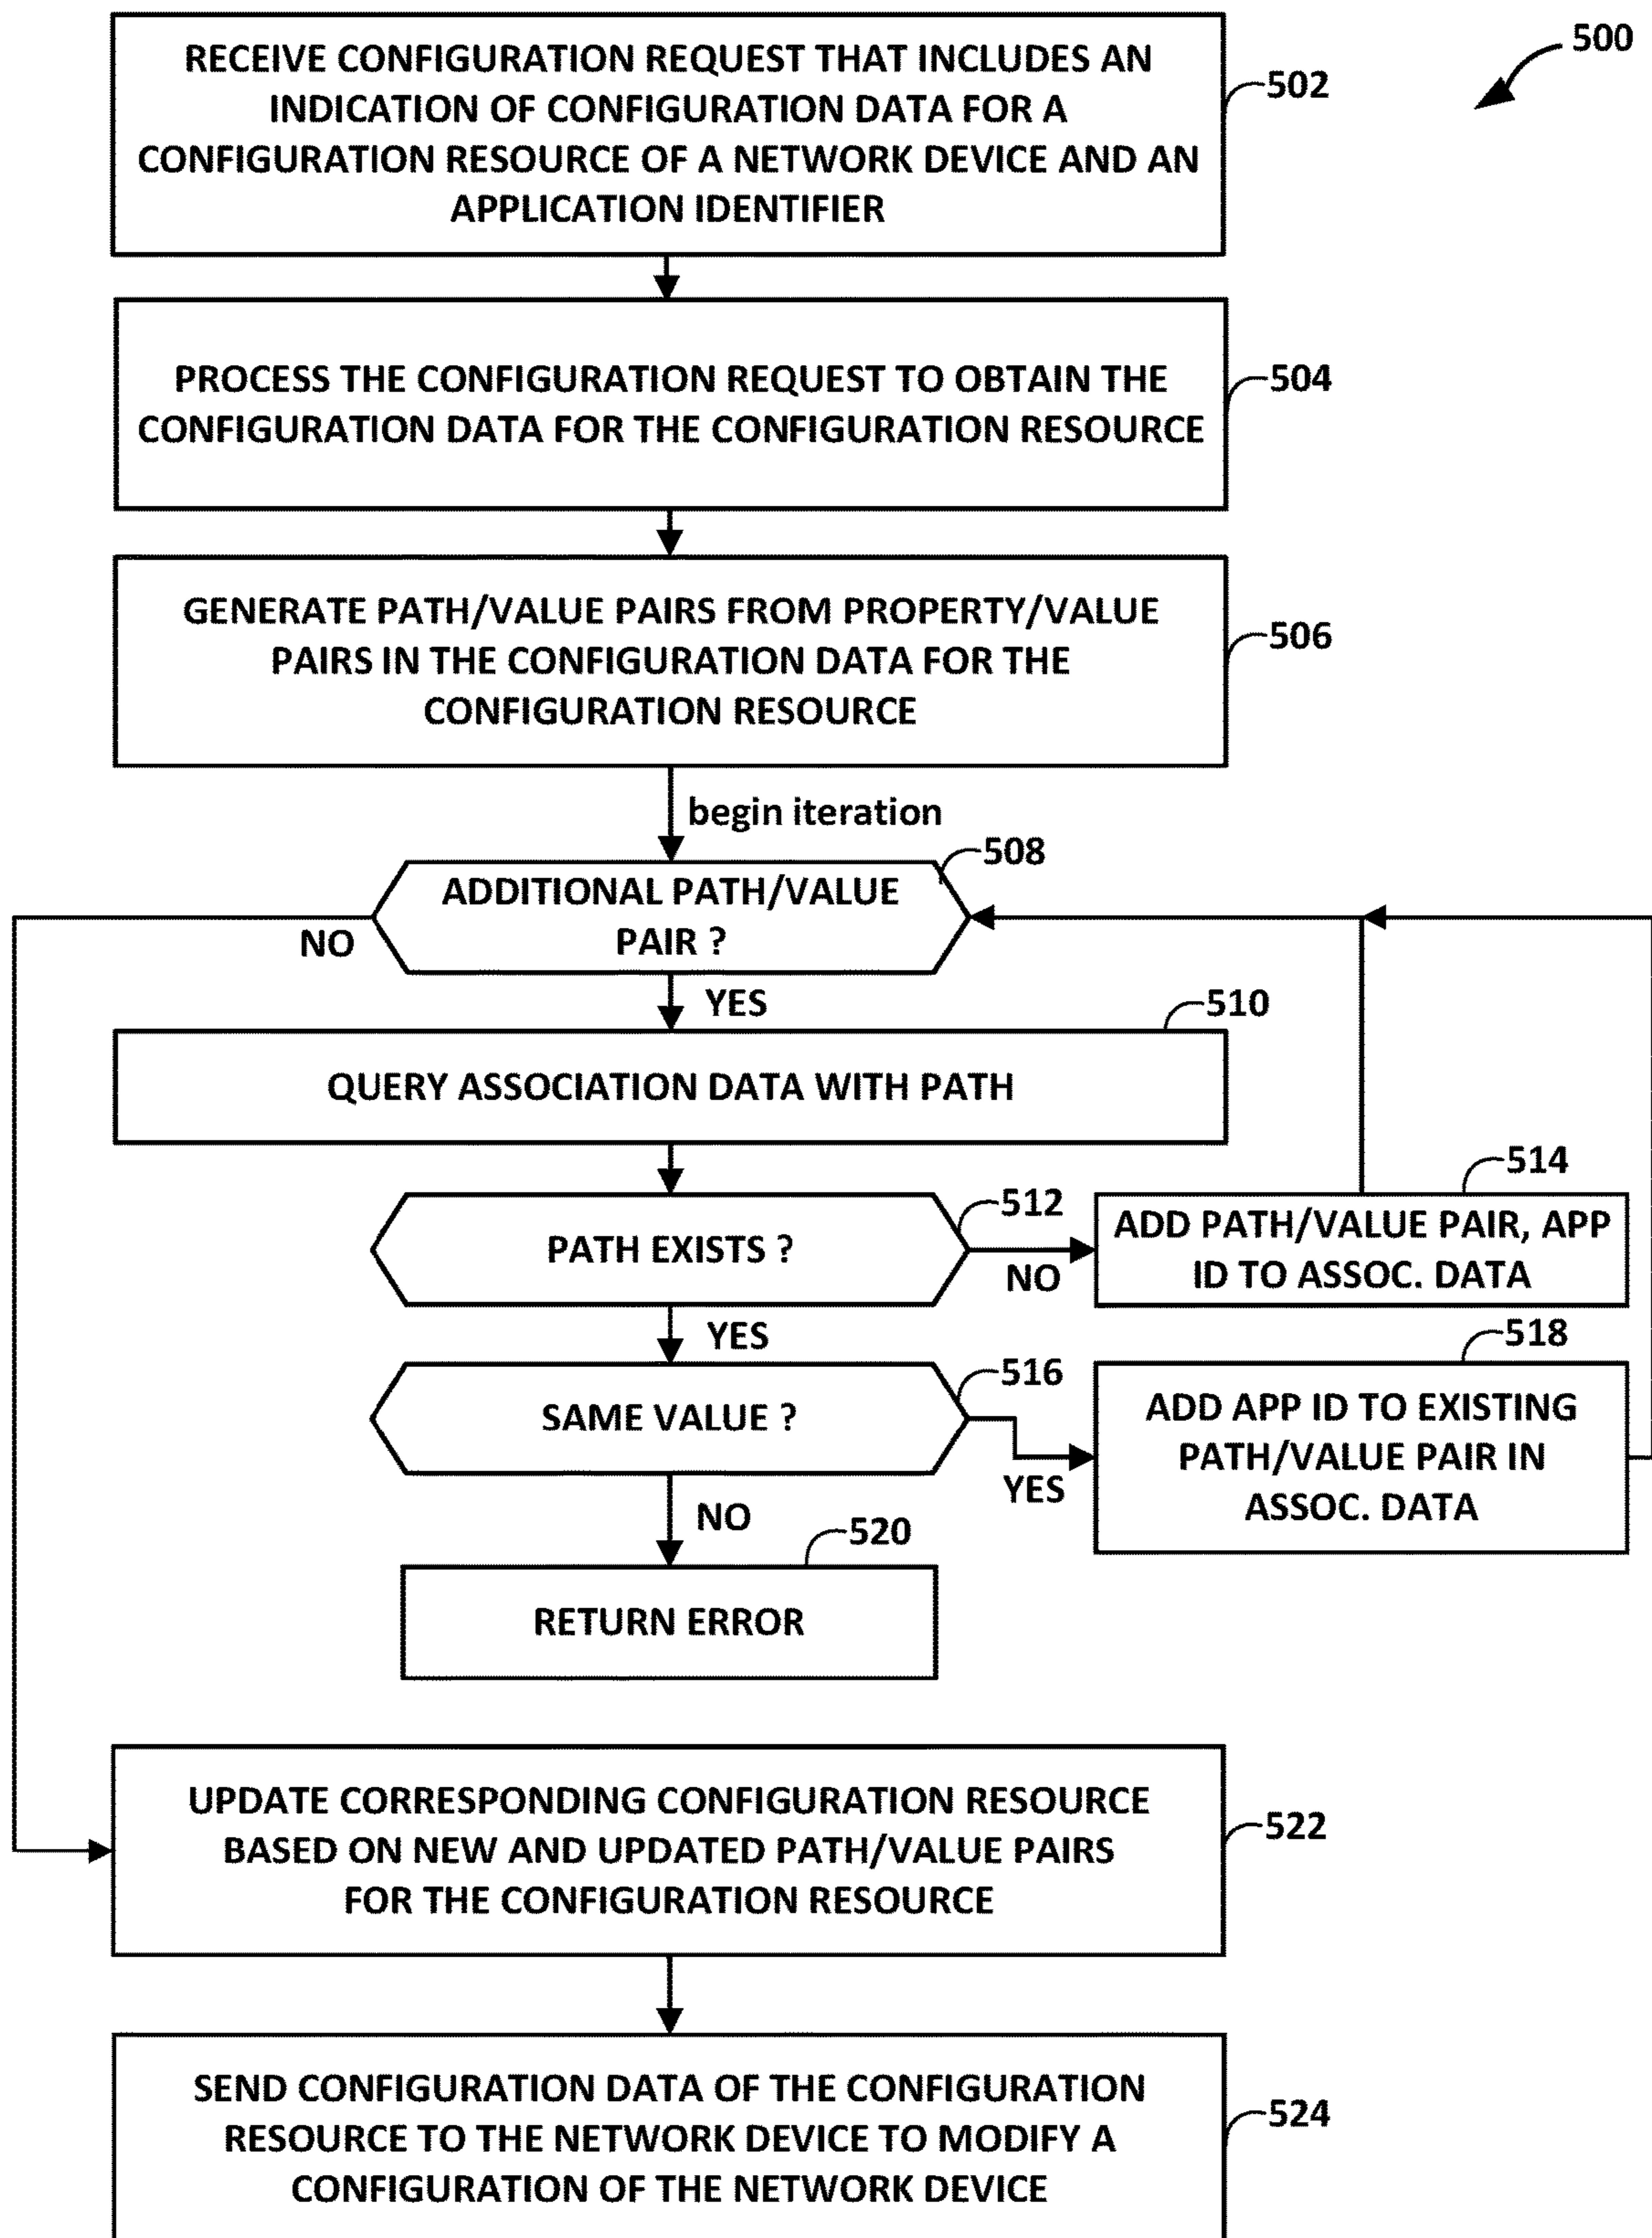 500
RECEIVE CONFIGURATION REQUEST THAT INCLUDES AN
INDICATION OF CONFIGURATION DATA FOR A
CONFIGURATION RESOURCE OF A NETWORK DEVICE AND AN
APPLICATION IDENTIFIER
502
PROCESS THE CONFIGURATION REQUEST TO OBTAIN THE
CONFIGURATION DATA FOR THE CONFIGURATION RESOURCE
504
GENERATE PATH/VALUE PAIRS FROM PROPERTY/VALUE
PAIRS IN THE CONFIGURATION DATA FOR THE
CONFIGURATION RESOURCE
506
begin iteration
508
ADDITIONAL PATH/VALUE
PAIR ?
NO
YES
510
QUERY ASSOCIATION DATA WITH PATH
512
PATH EXISTS ?
NO
514
ADD PATH/VALUE PAIR, APP
ID TO ASSOC. DATA
YES
516
SAME VALUE ?
YES
518
ADD APP ID TO EXISTING
PATH/VALUE PAIR IN
ASSOC. DATA
NO
520
RETURN ERROR
UPDATE CORRESPONDING CONFIGURATION RESOURCE
BASED ON NEW AND UPDATED PATH/VALUE PAIRS
FOR THE CONFIGURATION RESOURCE
522
SEND CONFIGURATION DATA OF THE CONFIGURATION
RESOURCE TO THE NETWORK DEVICE TO MODIFY A
CONFIGURATION OF THE NETWORK DEVICE
524